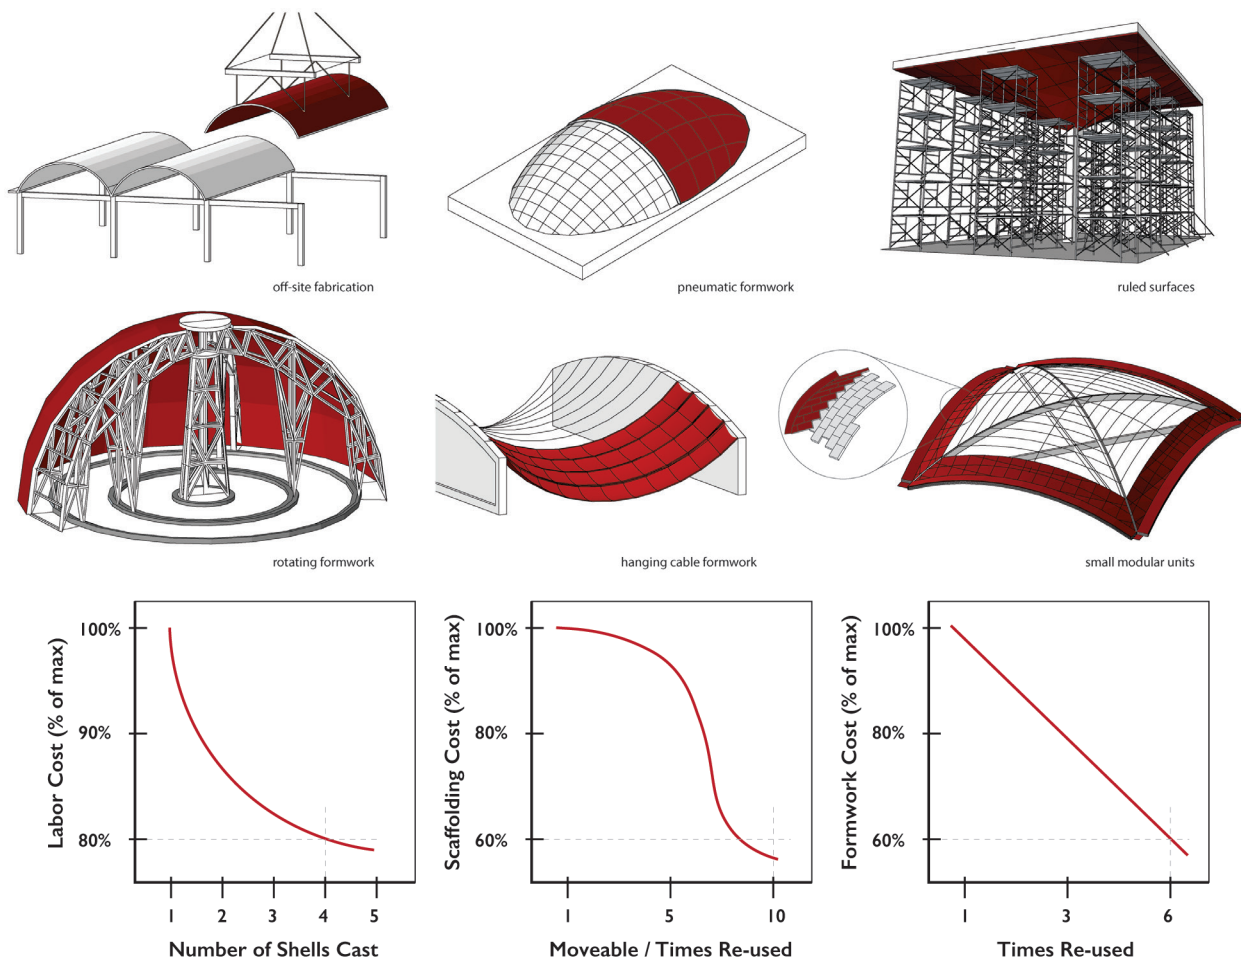 off-site fabrication
pneumatic formwork
ruled surfaces
rotating formwork
hanging cable formwork
small modular units
Labor Cost (% of max)
100%
90%
80%
1 2 3 4 5
Number of Shells Cast
Scaffolding Cost (% of max)
100%
80%
60%
1 5 10
Moveable / Times Re-used
Formwork Cost (% of max)
100%
80%
60%
1 3 6
Times Re-used